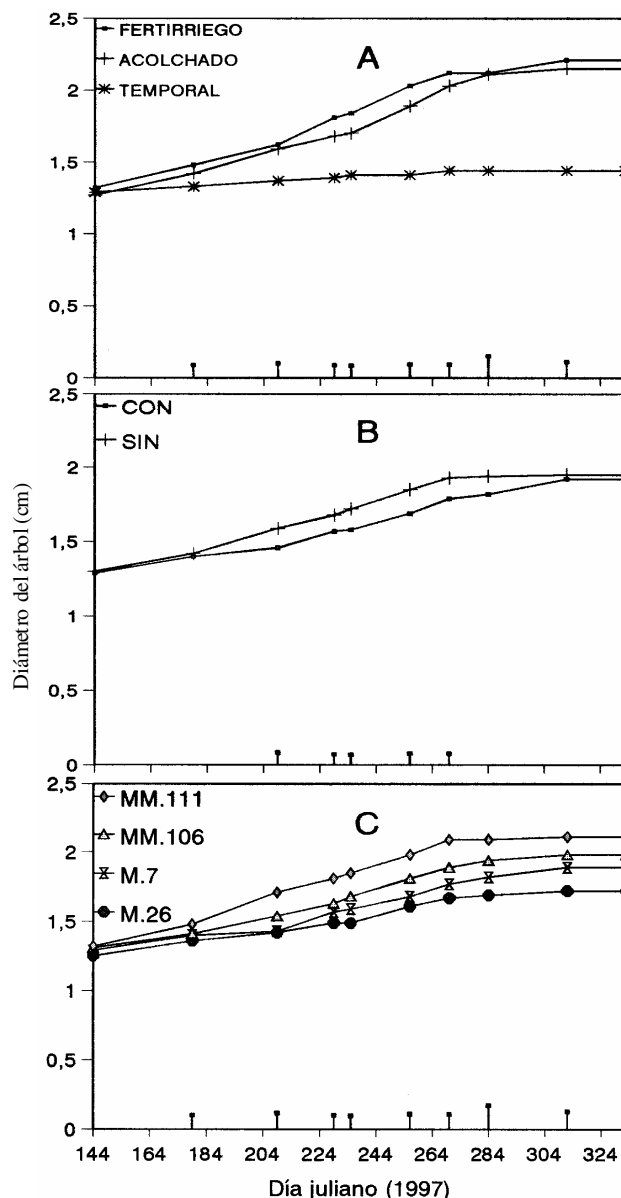 2,5
FERTIRRIEGO
A
ACOLCHADO
2
TEMPORAL
1,5
1
0,5
0
2,5
CON
B
SIN
2
1,5
1
0,5
0
Diámetro del árbol (cm)
2,5
MM.111
C
MM.106
2
M.7
M.26
1,5
1
0,5
0
144 164 184 204 224 244 264 284 304 324
Día juliano (1997)